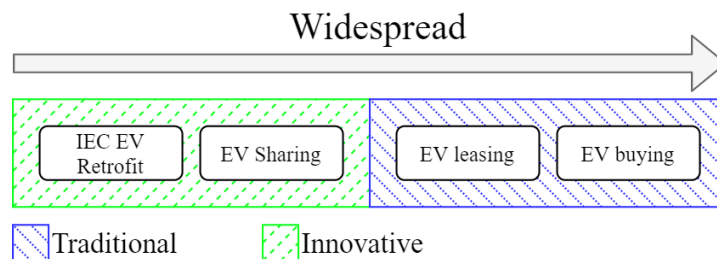 Widespread
IEC EV
Retrofit
EV Sharing
EV leasing
EV buying
Traditional
Innovative